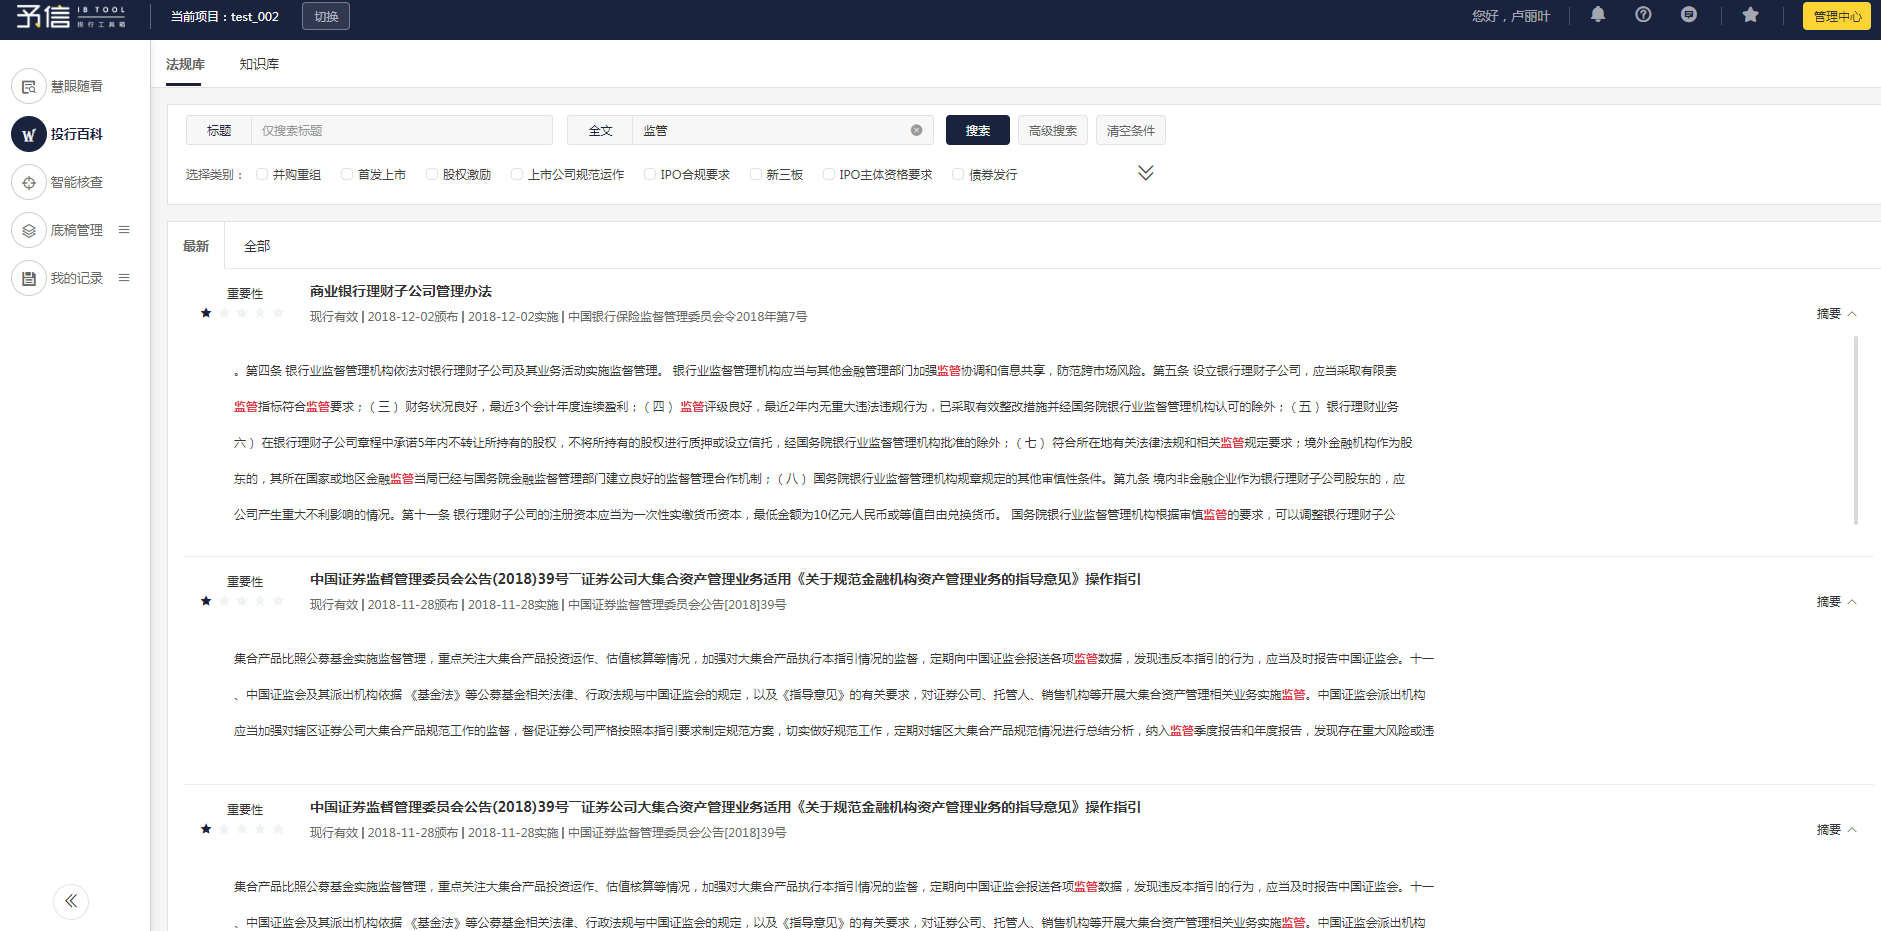 予信 IB TOOL 投行工具箱 当前项目：test_002 切换 您好，卢丽叶 管理中心
慧眼随看
投行百科
智能核查
底稿管理
我的记录
法规库 知识库
标题 仅搜索标题 全文 监管 搜索 高级搜索 清空条件
选择类别： 并购重组 首发上市 股权激励 上市公司规范运作 IPO合规要求 新三板 IPO主体资格要求 债券发行
最新 全部
重要性 商业银行理财子公司管理办法
现行有效 | 2018-12-02颁布 | 2018-12-02实施 | 中国银行保险监督管理委员会令2018年第7号
摘要
。第四条 银行业监督管理机构依法对银行理财子公司及其业务活动实施监督管理。 银行业监督管理机构应当与其他金融管理部门加强监管协调和信息共享，防范跨市场风险。第五条 设立银行理财子公司，应当采取有限责
监管指标符合监管要求；（三） 财务状况良好，最近3个会计年度连续盈利；（四） 监管评级良好，最近2年内无重大违法违规行为，已采取有效整改措施并经国务院银行业监督管理机构认可的除外；（五） 银行理财业务
六） 在银行理财子公司章程中承诺5年内不转让所持有的股权，不将所持有的股权进行质押或设立信托，经国务院银行业监督管理机构批准的除外；（七） 符合所在地有关法律法规和相关监管规定要求；境外金融机构作为股
东的，其所在国家或地区金融监管当局已经与国务院金融监督管理部门建立良好的监督管理合作机制；（八） 国务院银行业监督管理机构规章规定的其他审慎性条件。第九条 境内非金融企业作为银行理财子公司股东的，应
公司产生重大不利影响的情况。第十一条 银行理财子公司的注册资本应当为一次性实缴货币资本，最低金额为10亿元人民币或等值自由兑换货币。 国务院银行业监督管理机构根据审慎监管的要求，可以调整银行理财子公
重要性 中国证券监督管理委员会公告(2018)39号￣证券公司大集合资产管理业务适用《关于规范金融机构资产管理业务的指导意见》操作指引
现行有效 | 2018-11-28颁布 | 2018-11-28实施 | 中国证券监督管理委员会公告[2018]39号
摘要
集合产品比照公募基金实施监督管理，重点关注大集合产品投资运作、估值核算等情况，加强对大集合产品执行本指引情况的监督，定期向中国证监会报送各项监管数据，发现违反本指引的行为，应当及时报告中国证监会。十一
、中国证监会及其派出机构依据 《基金法》等公募基金相关法律、行政法规与中国证监会的规定，以及《指导意见》的有关要求，对证券公司、托管人、销售机构等开展大集合资产管理相关业务实施监管。中国证监会派出机构
应当加强对辖区证券公司大集合产品规范工作的监督，督促证券公司严格按照本指引要求制定规范方案，切实做好规范工作，定期对辖区大集合产品规范情况进行总结分析，纳入监管季度报告和年度报告，发现存在重大风险或违
重要性 中国证券监督管理委员会公告(2018)39号￣证券公司大集合资产管理业务适用《关于规范金融机构资产管理业务的指导意见》操作指引
现行有效 | 2018-11-28颁布 | 2018-11-28实施 | 中国证券监督管理委员会公告[2018]39号
摘要
集合产品比照公募基金实施监督管理，重点关注大集合产品投资运作、估值核算等情况，加强对大集合产品执行本指引情况的监督，定期向中国证监会报送各项监管数据，发现违反本指引的行为，应当及时报告中国证监会。十一
、中国证监会及其派出机构依据 《基金法》等公募基金相关法律、行政法规与中国证监会的规定，以及《指导意见》的有关要求，对证券公司、托管人、销售机构等开展大集合资产管理相关业务实施监管。中国证监会派出机构